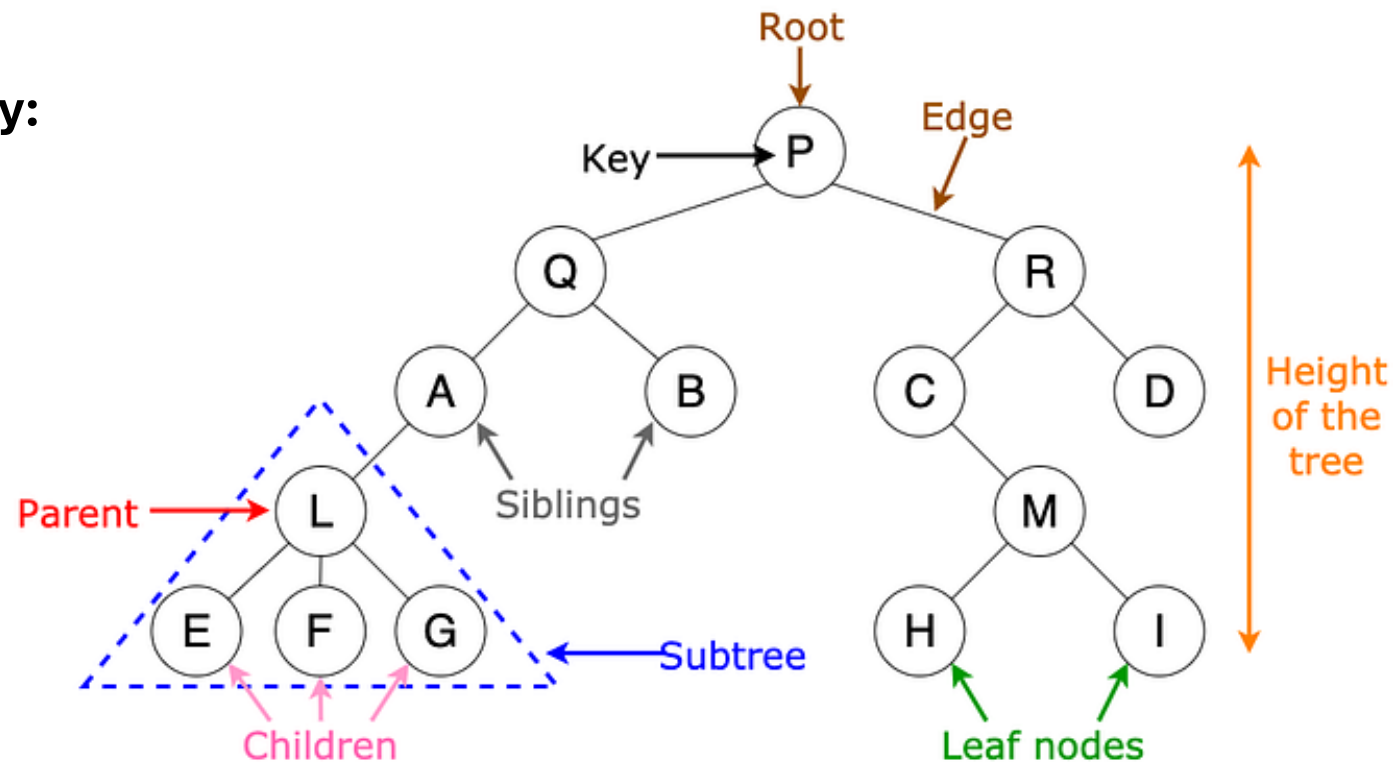 Root
y:
Edge
Key
P
Q
R
A
B
C
D
Height
of the
tree
Siblings
Parent
L
M
E
F
G
H
I
Subtree
Children
Leaf nodes